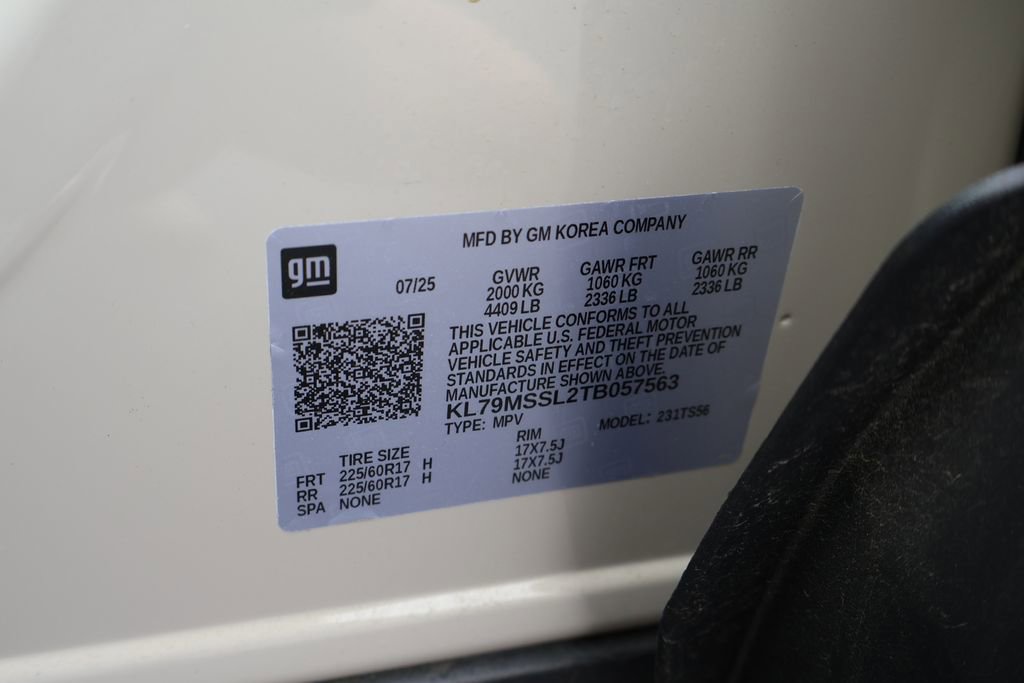 gm
MFD BY GM KOREA COMPANY
07/25
GVWR
2000 KG
4409 LB
GAWR FRT
1060 KG
2336 LB
GAWR RR
1060 KG
2336 LB
THIS VEHICLE CONFORMS TO ALL
APPLICABLE U.S. FEDERAL MOTOR
VEHICLE SAFETY AND THEFT PREVENTION
STANDARDS IN EFFECT ON THE DATE OF
MANUFACTURE SHOWN ABOVE.
KL79MSSL2TB057563
TYPE: MPV MODEL: 231TS56
TIRE SIZE RIM
FRT 225/60R17 H 17X7.5J
RR 225/60R17 H 17X7.5J
SPA NONE NONE